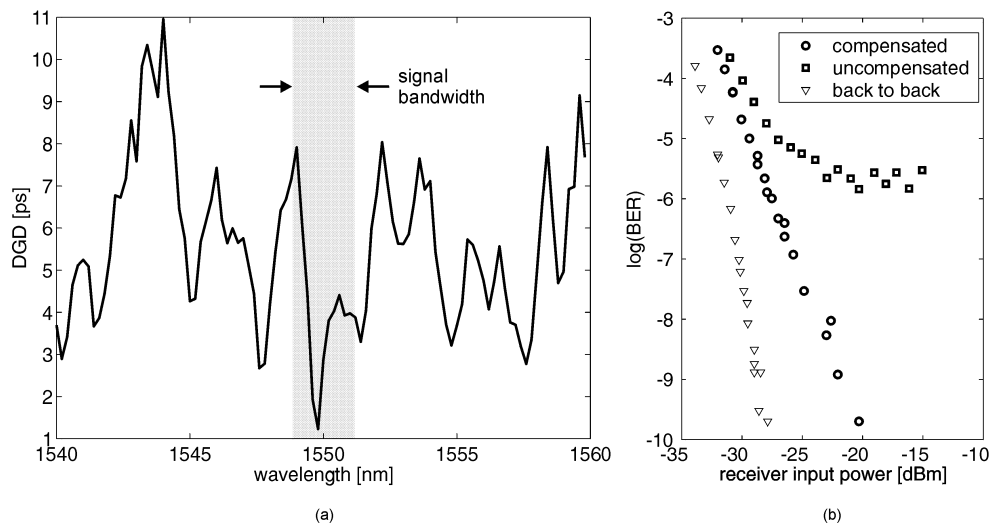 11
10
9
8
7
6
5
4
3
2
1
DGD [ps]
signal
bandwidth
1540
1545
1550
1555
1560
wavelength [nm]
(a)
-3
-4
-5
-6
-7
-8
-9
-10
log(BER)
compensated
uncompensated
back to back
-35
-30
-25
-20
-15
-10
receiver input power [dBm]
(b)